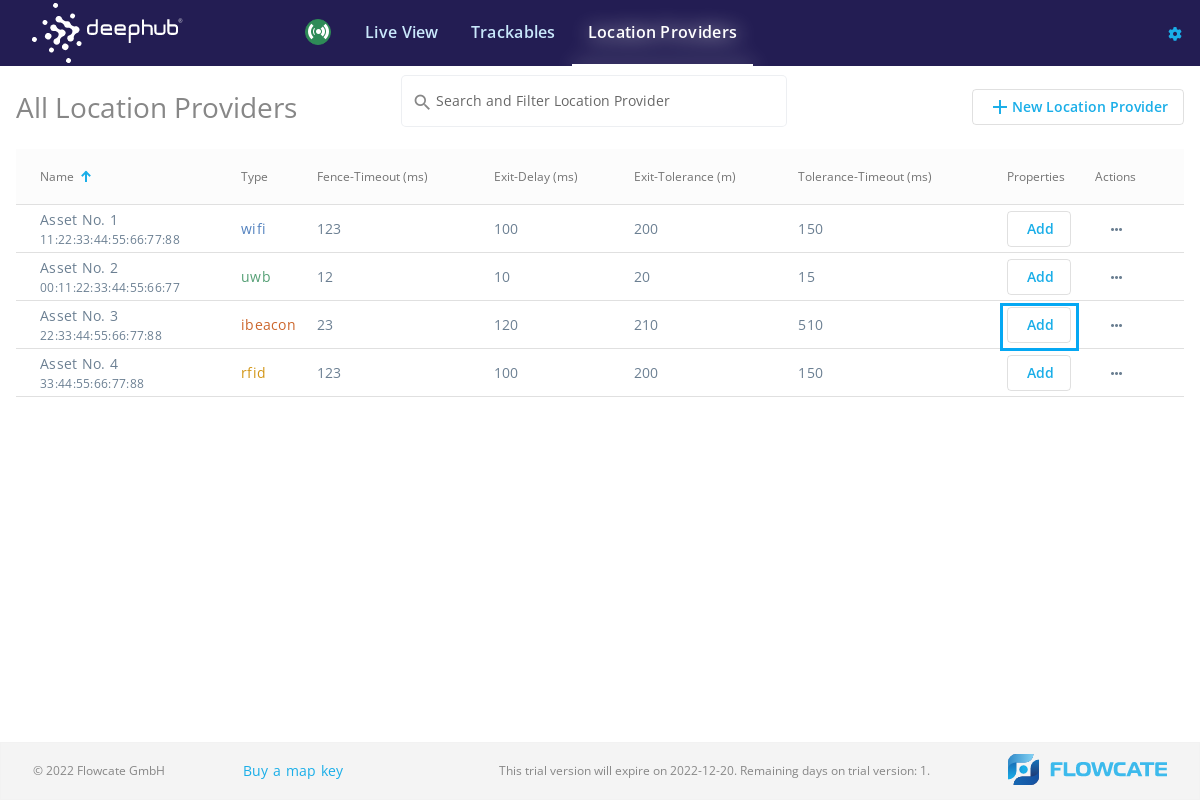 deephub®
Live View Trackables Location Providers
All Location Providers
Search and Filter Location Provider
New Location Provider
Name Type Fence-Timeout (ms) Exit-Delay (ms) Exit-Tolerance (m) Tolerance-Timeout (ms) Properties Actions
Asset No. 1
11:22:33:44:55:66:77:88
wifi 123 100 200 150 Add
Asset No. 2
00:11:22:33:44:55:66:77
uwb 12 10 20 15 Add
Asset No. 3
22:33:44:55:66:77:88
ibeacon 23 120 210 510 Add
Asset No. 4
33:44:55:66:77:88
rfid 123 100 200 150 Add
© 2022 Flowcate GmbH Buy a map key This trial version will expire on 2022-12-20. Remaining days on trial version: 1. FLOWCATE